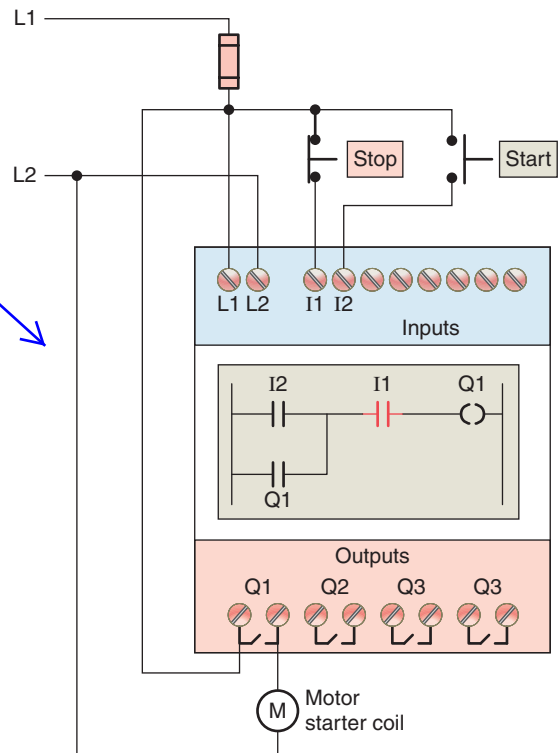 L1
Stop
Start
L2
L1 L2 I1 I2
Inputs
I2 I1 Q1
Q1
Outputs
Q1 Q2 Q3 Q3
M
Motor
starter coil